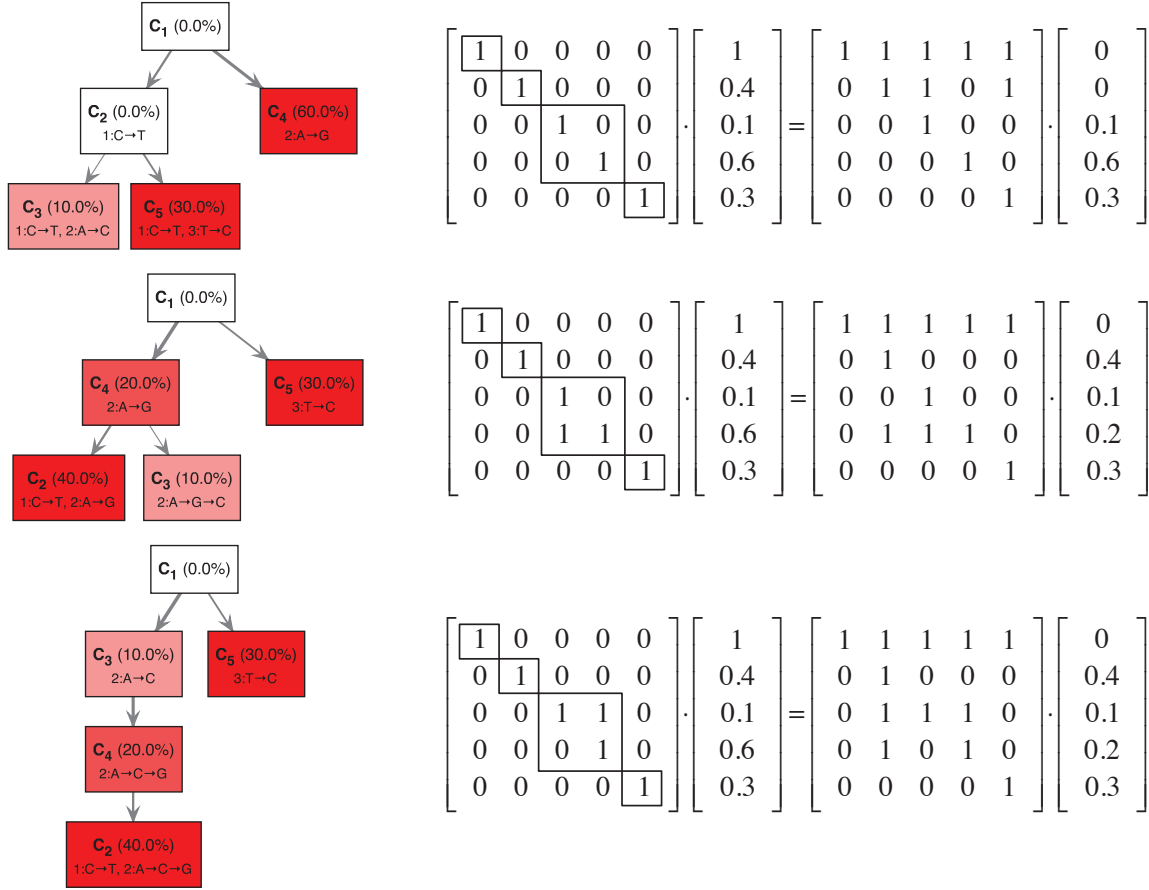 C1 (0.0%)
C2 (0.0%)
1:C→T
C4 (60.0%)
2:A→G
C3 (10.0%)
1:C→T, 2:A→C
C5 (30.0%)
1:C→T, 3:T→C
1 0 0 0 0 1 1 1 1 1 1 0
0 1 0 0 0 0.4 0 1 1 0 1 0
0 0 1 0 0 · 0.1 = 0 0 1 0 0 · 0.1
0 0 0 1 0 0.6 0 0 0 1 0 0.6
0 0 0 0 1 0.3 0 0 0 0 1 0.3
C1 (0.0%)
C4 (20.0%)
2:A→G
C5 (30.0%)
3:T→C
C2 (40.0%)
1:C→T, 2:A→G
C3 (10.0%)
2:A→G→C
1 0 0 0 0 1 1 1 1 1 1 0
0 1 0 0 0 0.4 0 1 0 0 0 0.4
0 0 1 0 0 · 0.1 = 0 0 1 0 0 · 0.1
0 0 1 1 0 0.6 0 1 1 1 0 0.2
0 0 0 0 1 0.3 0 0 0 0 1 0.3
C1 (0.0%)
C3 (10.0%)
2:A→C
C5 (30.0%)
3:T→C
C4 (20.0%)
2:A→C→G
C2 (40.0%)
1:C→T, 2:A→C→G
1 0 0 0 0 1 1 1 1 1 1 0
0 1 0 0 0 0.4 0 1 0 0 0 0.4
0 0 1 1 0 · 0.1 = 0 1 1 1 0 · 0.1
0 0 0 1 0 0.6 0 1 0 1 0 0.2
0 0 0 0 1 0.3 0 0 0 0 1 0.3